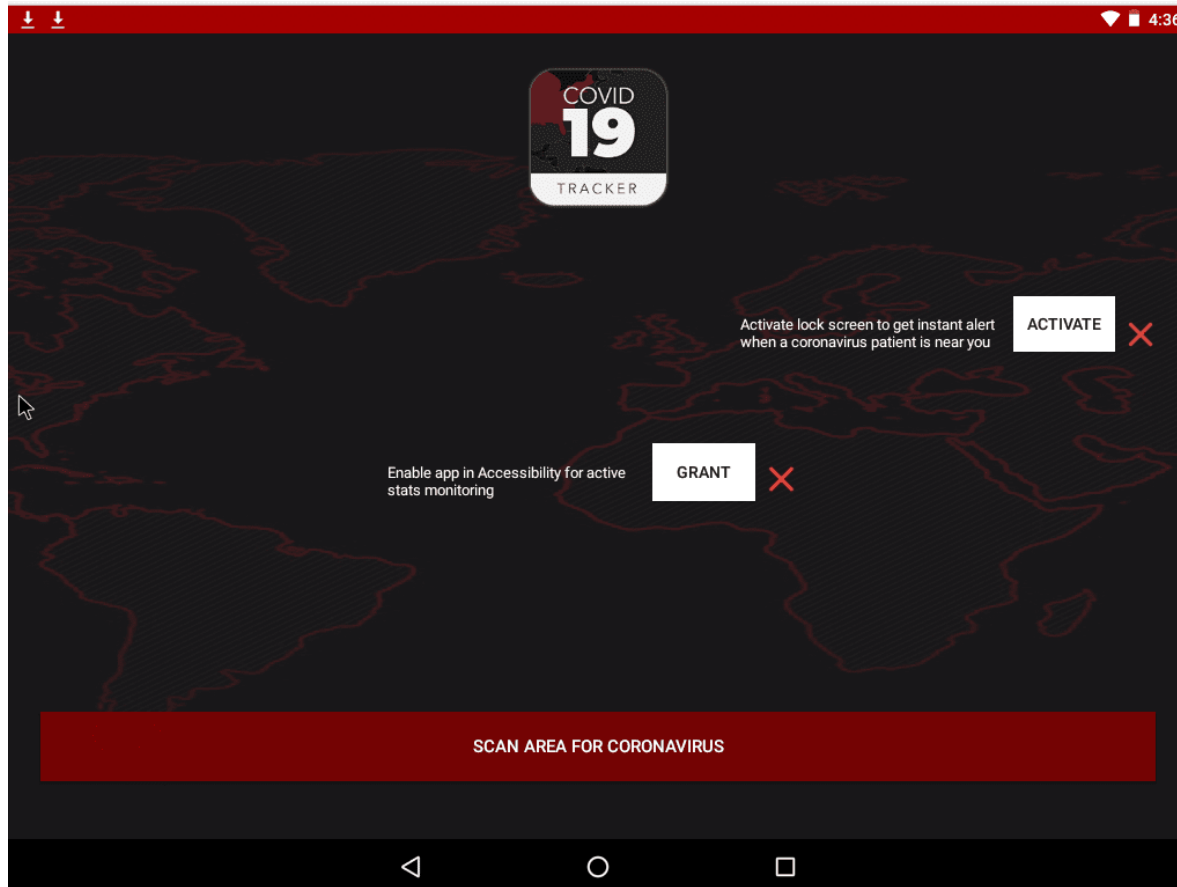 4:36
COVID
19
TRACKER
Activate lock screen to get instant alert
when a coronavirus patient is near you
ACTIVATE
Enable app in Accessibility for active
stats monitoring
GRANT
SCAN AREA FOR CORONAVIRUS